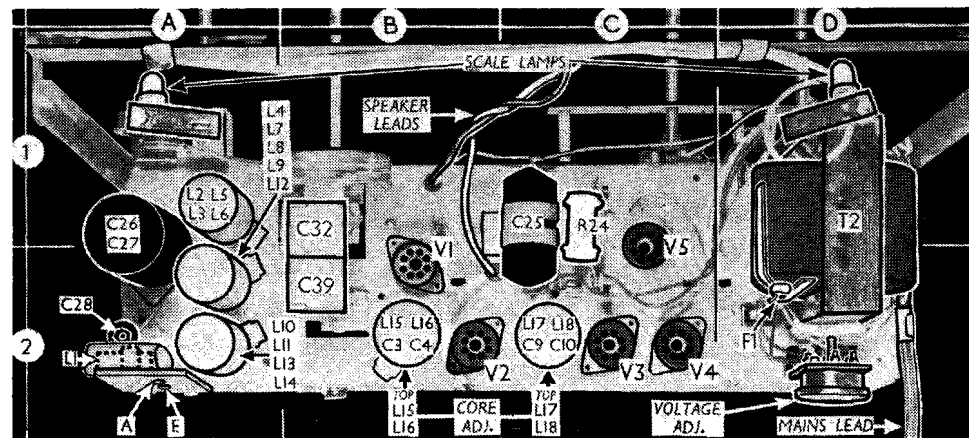 A B C D
SCALE LAMPS
SPEAKER LEADS
1
L4
L7
L8
L9
L12
L2 L5
L3 L6
C26
C27
C32
C39
V1
C25
R24
V5
T2
C28
L1
2
L10
L11
L13
L14
L15 L16
C3 C4
V2
L17 L18
C9 C10
V3
V4
F1
A
E
TOP
L15
L16
CORE ADJ.
TOP
L17
L18
VOLTAGE ADJ.
MAINS LEAD